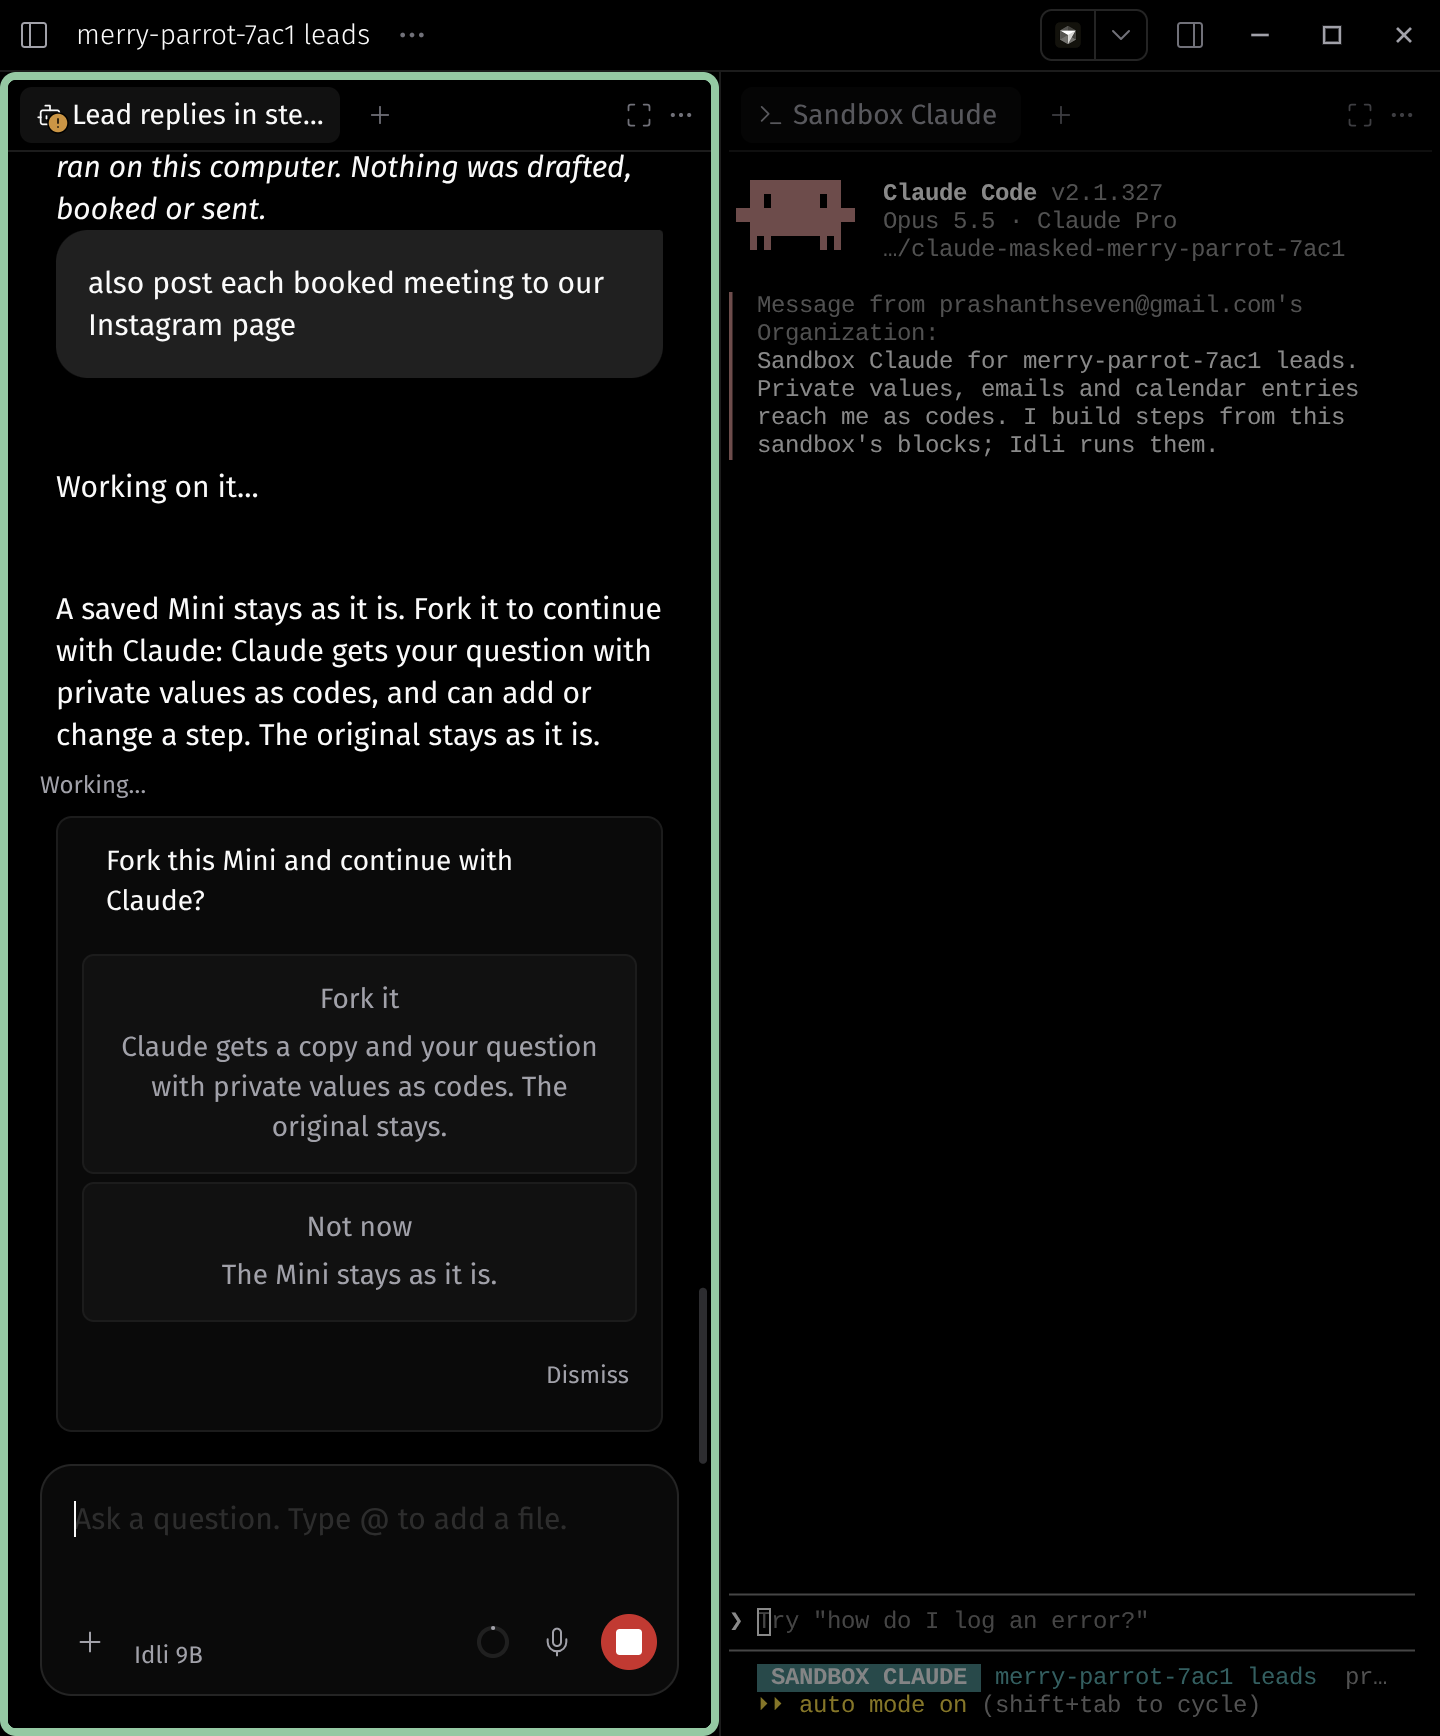 merry-parrot-7ac1 leads
Lead replies in ste...
ran on this computer. Nothing was drafted,
booked or sent.
also post each booked meeting to our
Instagram page
Working on it...
A saved Mini stays as it is. Fork it to continue
with Claude: Claude gets your question with
private values as codes, and can add or
change a step. The original stays as it is.
Working...
Fork this Mini and continue with
Claude?
Fork it
Claude gets a copy and your question
with private values as codes. The
original stays.
Not now
The Mini stays as it is.
Dismiss
Ask a question. Type @ to add a file.
Idli 9B
Sandbox Claude
Claude Code v2.1.327
Opus 5.5 · Claude Pro
…/claude-masked-merry-parrot-7ac1
Message from prashanthseven@gmail.com's
Organization:
Sandbox Claude for merry-parrot-7ac1 leads.
Private values, emails and calendar entries
reach me as codes. I build steps from this
sandbox's blocks; Idli runs them.
❯ Try "how do I log an error?"
SANDBOX CLAUDE merry-parrot-7ac1 leads pr…
⏵⏵ auto mode on (shift+tab to cycle)